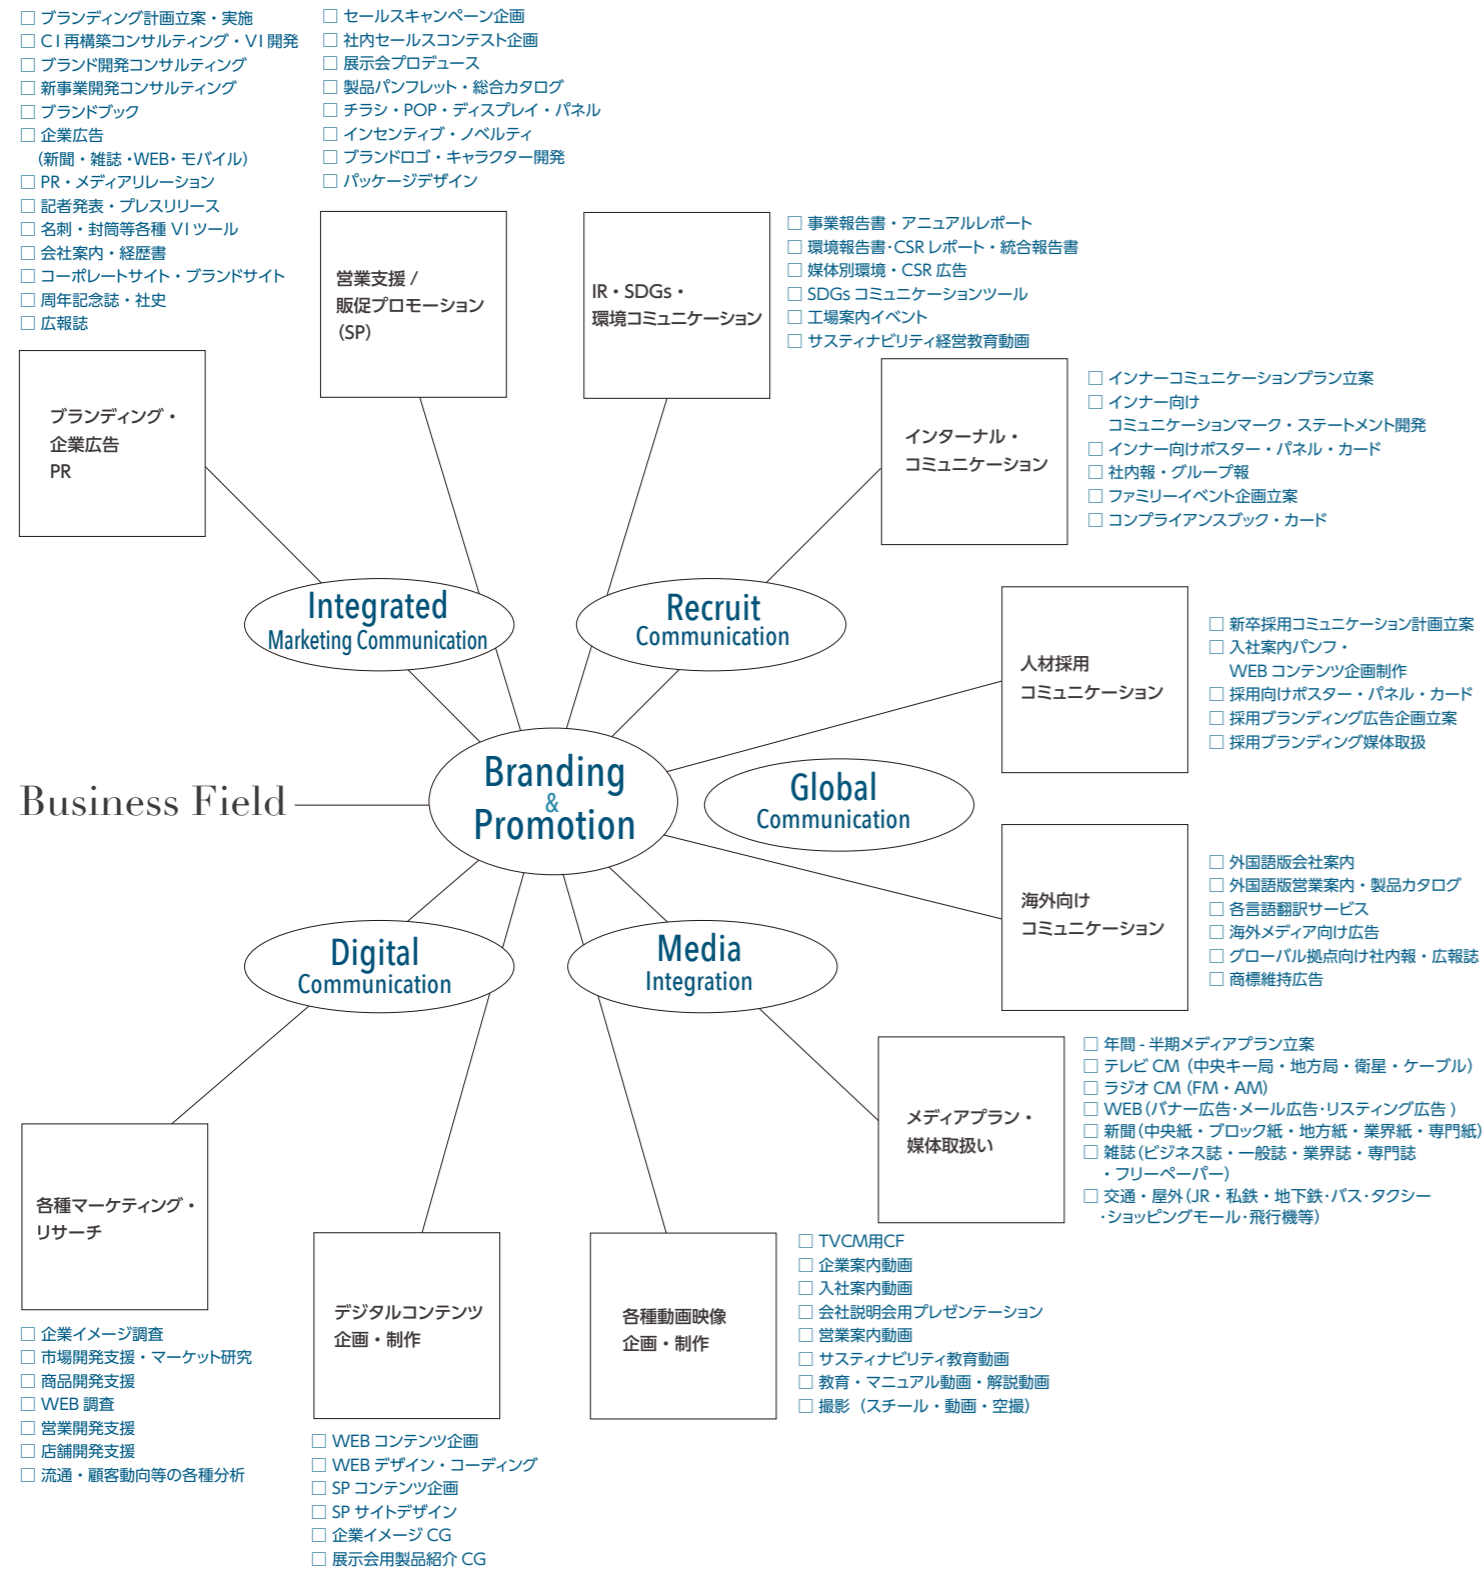 □ ブランディング計画立案・実施
□ CI再構築コンサルティング・VI開発
□ ブランド開発コンサルティング
□ 新事業開発コンサルティング
□ ブランドブック
□ 企業広告
（新聞・雑誌・WEB・モバイル）
□ PR・メディアリレーション
□ 記者発表・プレスリリース
□ 名刺・封筒等各種VIツール
□ 会社案内・経歴書
□ コーポレートサイト・ブランドサイト
□ 周年記念誌・社史
□ 広報誌
ブランディング・
企業広告
PR
□ セールスキャンペーン企画
□ 社内セールスコンテスト企画
□ 展示会プロデュース
□ 製品パンフレット・総合カタログ
□ チラシ・POP・ディスプレイ・パネル
□ インセンティブ・ノベルティ
□ ブランドロゴ・キャラクター開発
□ パッケージデザイン
営業支援 /
販促プロモーション
（SP）
IR・SDGs・
環境コミュニケーション
□ 事業報告書・アニュアルレポート
□ 環境報告書・CSRレポート・統合報告書
□ 媒体別環境・CSR広告
□ SDGsコミュニケーションツール
□ 工場案内イベント
□ サスティナビリティ経営教育動画
インターナル・
コミュニケーション
□ インナーコミュニケーションプラン立案
□ インナー向け
コミュニケーションマーク・ステートメント開発
□ インナー向けポスター・パネル・カード
□ 社内報・グループ報
□ ファミリーイベント企画立案
□ コンプライアンスブック・カード
Integrated
Marketing Communication
Recruit
Communication
人材採用
コミュニケーション
□ 新卒採用コミュニケーション計画立案
□ 入社案内パンフ・
WEBコンテンツ企画制作
□ 採用向けポスター・パネル・カード
□ 採用ブランディング広告企画立案
□ 採用ブランディング媒体取扱
Business Field
Branding
&
Promotion
Global
Communication
海外向け
コミュニケーション
□ 外国語版会社案内
□ 外国語版営業案内・製品カタログ
□ 各言語翻訳サービス
□ 海外メディア向け広告
□ グローバル拠点向け社内報・広報誌
□ 商標維持広告
Digital
Communication
Media
Integration
メディアプラン・
媒体取扱い
□ 年間-半期メディアプラン立案
□ テレビCM（中央キー局・地方局・衛星・ケーブル）
□ ラジオCM（FM・AM）
□ WEB（バナー広告・メール広告・リスティング広告）
□ 新聞（中央紙・ブロック紙・地方紙・業界紙・専門紙）
□ 雑誌（ビジネス誌・一般誌・業界誌・専門誌
・フリーペーパー）
□ 交通・屋外（JR・私鉄・地下鉄・バス・タクシー
・ショッピングモール・飛行機等）
各種マーケティング・
リサーチ
□ 企業イメージ調査
□ 市場開発支援・マーケット研究
□ 商品開発支援
□ WEB調査
□ 営業開発支援
□ 店舗開発支援
□ 流通・顧客動向等の各種分析
デジタルコンテンツ
企画・制作
□ WEBコンテンツ企画
□ WEBデザイン・コーディング
□ SPコンテンツ企画
□ SPサイトデザイン
□ 企業イメージCG
□ 展示会用製品紹介CG
各種動画映像
企画・制作
□ TVCM用CF
□ 企業案内動画
□ 入社案内動画
□ 会社説明会用プレゼンテーション
□ 営業案内動画
□ サスティナビリティ教育動画
□ 教育・マニュアル動画・解説動画
□ 撮影（スチール・動画・空撮）